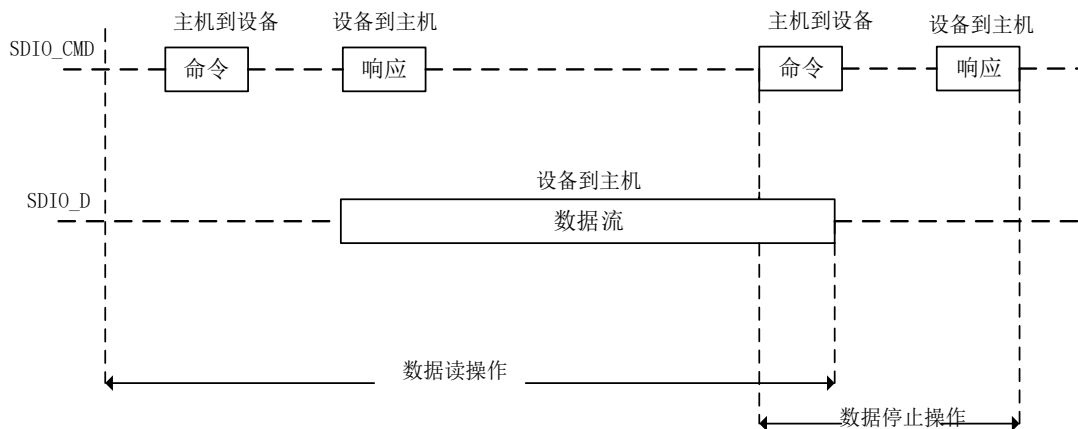 主机到设备
设备到主机
主机到设备
设备到主机
SDIO_CMD
命令
响应
命令
响应
设备到主机
SDIO_D
数据流
数据读操作
数据停止操作